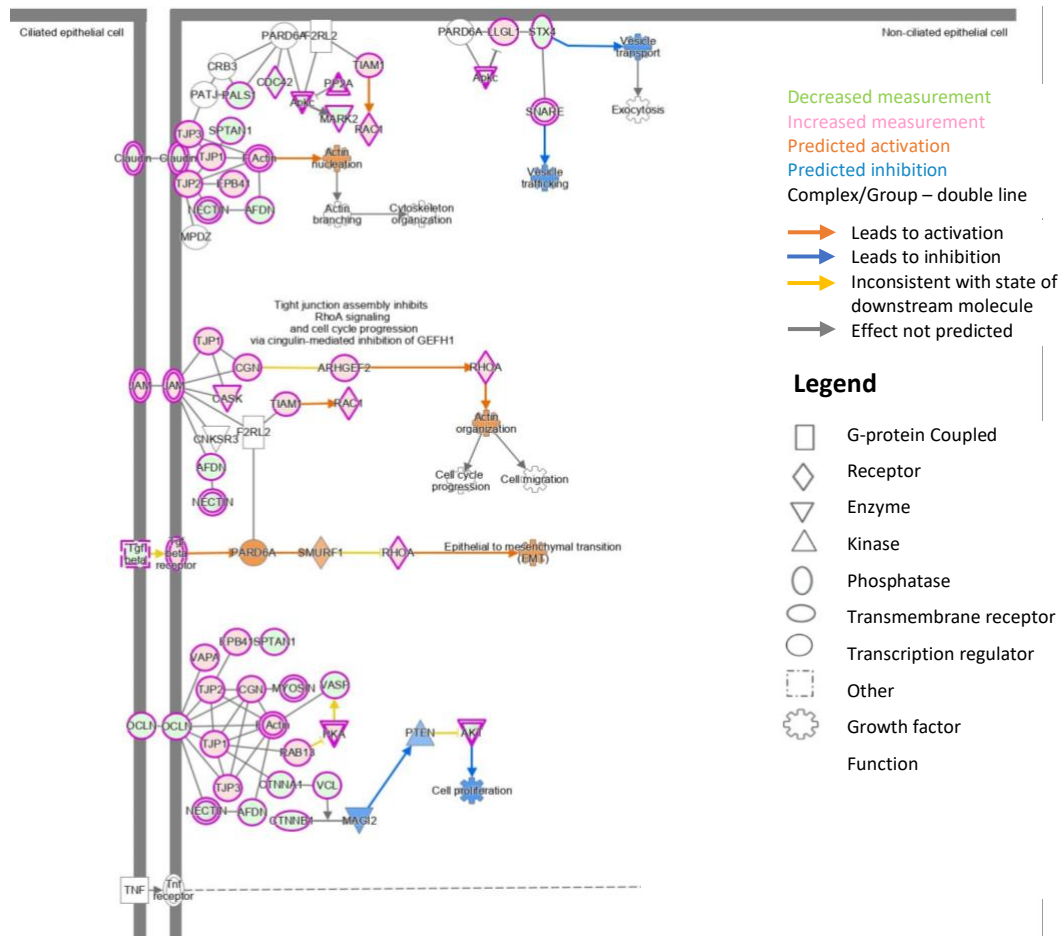 Ciliated epithelial cell
Non-ciliated epithelial cell
PARD6A
F2RL2
CRB3
TIAM1
PATJ
PALS1
CDC42
PP2A
Apkc
MARK2
RAC1
TJP3
SPTAN1
Claudin
Claudin
TJP1
F Actin
Actin
nucleation
TJP2
EPB41
NECTIN
AFDN
Actin
branching
Cytoskeleton
organization
MPDZ
PARD6A
LLGL1
STX4
Vesicle
transport
Apkc
SNARE
Exocytosis
Vesicle
trafficking
Decreased measurement
Increased measurement
Predicted activation
Predicted inhibition
Complex/Group – double line
Leads to activation
Leads to inhibition
Inconsistent with state of
downstream molecule
Effect not predicted
Legend
G-protein Coupled
Receptor
Enzyme
Kinase
Phosphatase
Transmembrane receptor
Transcription regulator
Other
Growth factor
Function
Tight junction assembly inhibits
RhoA signaling
and cell cycle progression
via cingulin-mediated inhibition of GEFH1
TJP1
CGN
ARHGEF2
RHOA
JAM
JAM
CASK
TIAM1
RAC1
CNKSR3
F2RL2
Actin
organization
AFDN
NECTIN
Cell cycle
progression
Cell migration
Tgf
beta
Tgf
beta
receptor
PARD6A
SMURF1
RHOA
Epithelial to mesenchymal transition
(EMT)
EPB41
SPTAN1
VAPA
TJP2
CGN
MYOSIN
VASP
OCLN
OCLN
F Actin
TJP1
RAB13
PKA
PTEN
AKT
TJP3
CTNNA1
VCL
Cell proliferation
NECTIN
AFDN
CTNNB1
MAGI2
TNF
Tnf
receptor